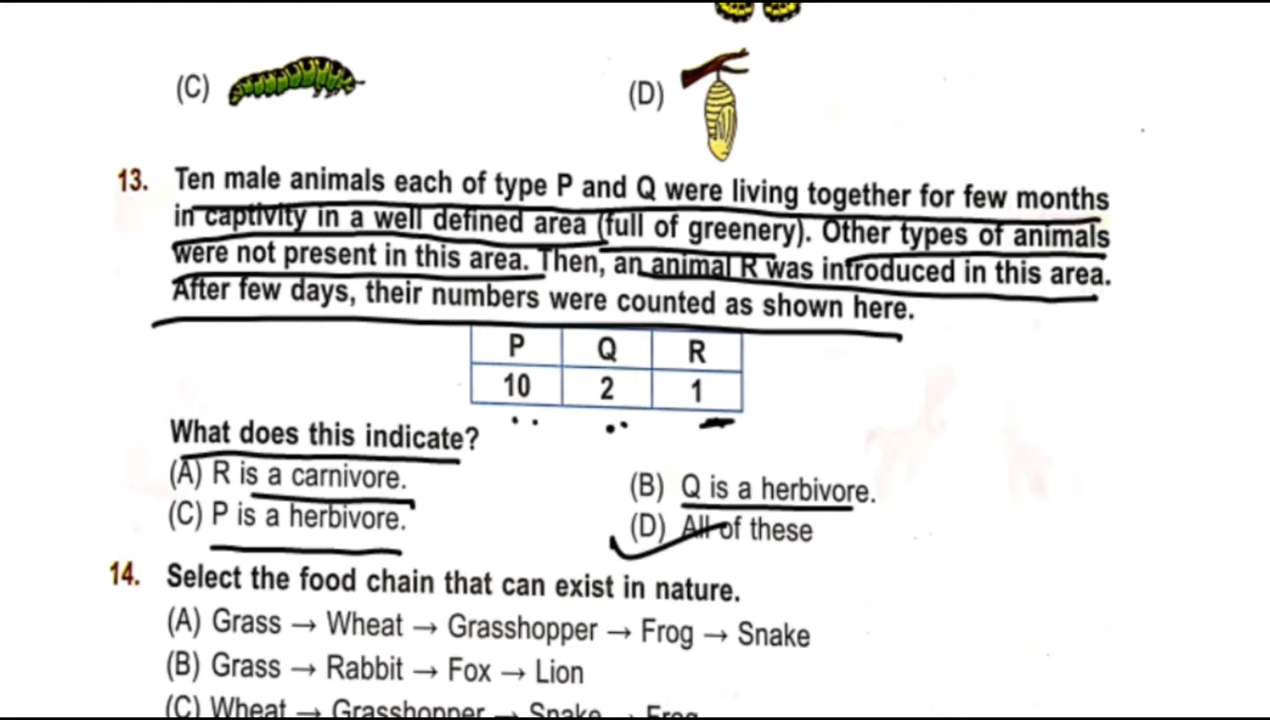 (C)
(D)
13. Ten male animals each of type P and Q were living together for few months
in captivity in a well defined area (full of greenery). Other types of animals
were not present in this area. Then, an animal R was introduced in this area.
After few days, their numbers were counted as shown here.
P Q R
10 2 1
What does this indicate?
(A) R is a carnivore.
(B) Q is a herbivore.
(C) P is a herbivore.
(D) All of these
14. Select the food chain that can exist in nature.
(A) Grass → Wheat → Grasshopper → Frog → Snake
(B) Grass → Rabbit → Fox → Lion
(C) Wheat → Grasshopper → Snake → Frog